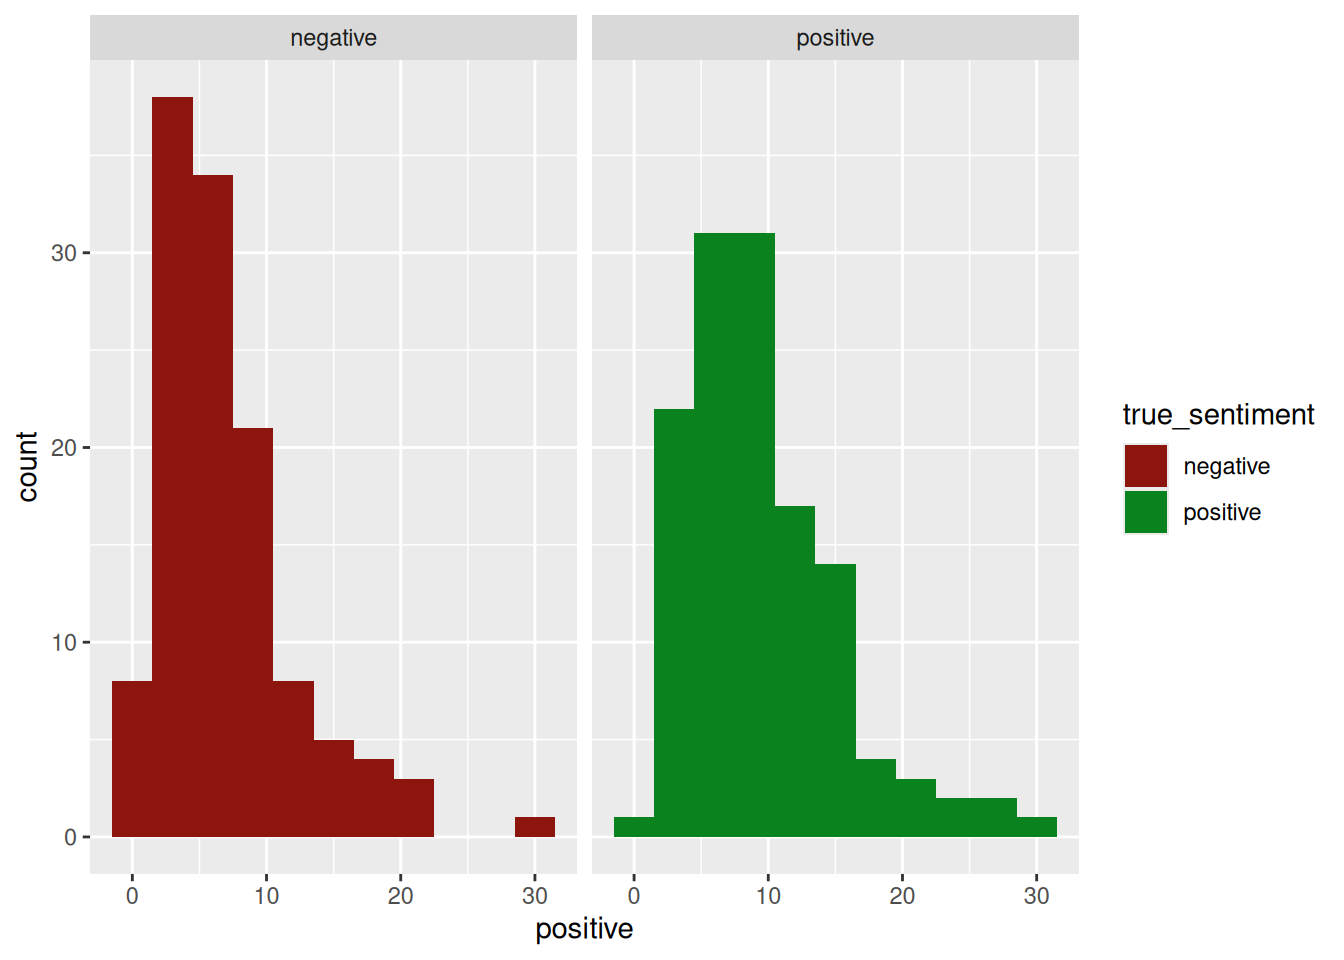 negative
positive
30
20
10
0
count
0 10 20 30
0 10 20 30
positive
true_sentiment
negative
positive